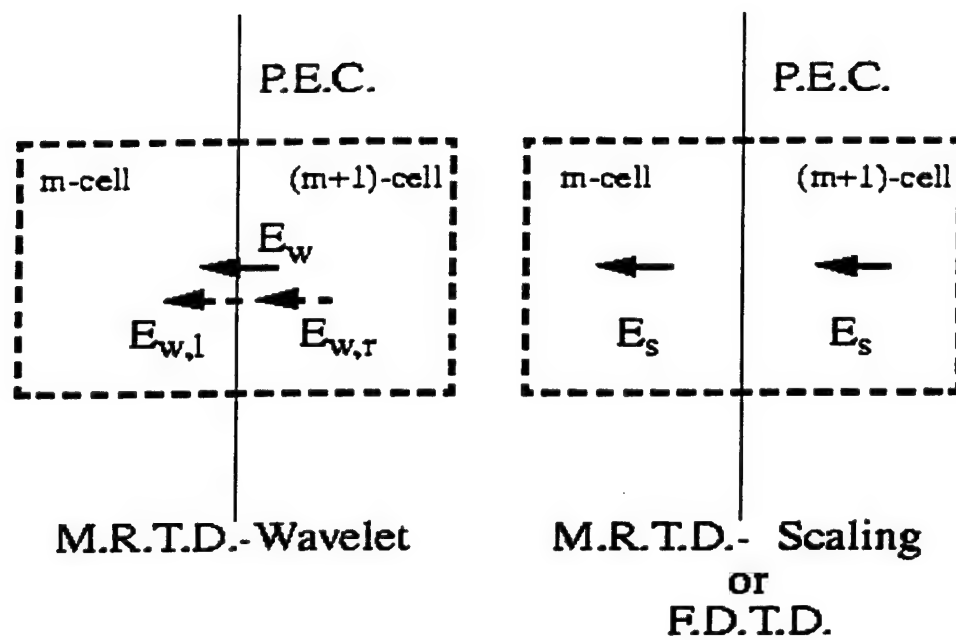 P.E.C.
m-cell
(m+1)-cell
E_w
E_w,l
E_w,r
M.R.T.D.-Wavelet
P.E.C.
m-cell
(m+1)-cell
E_s
E_s
M.R.T.D.- Scaling
or
F.D.T.D.